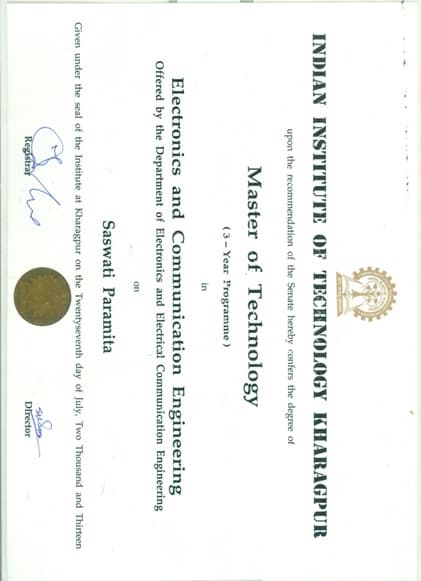 INDIAN INSTITUTE OF TECHNOLOGY KHARAGPUR
upon the recommendation of the Senate hereby confers the degree of
Master of Technology
( 3 – Year Programme )
in
Electronics and Communication Engineering
Offered by the Department of Electronics and Electrical Communication Engineering
on
Saswati Paramita
Given under the seal of the Institute at Kharagpur on the Twentyseventh day of July, Two Thousand and Thirteen
Registrar
Director